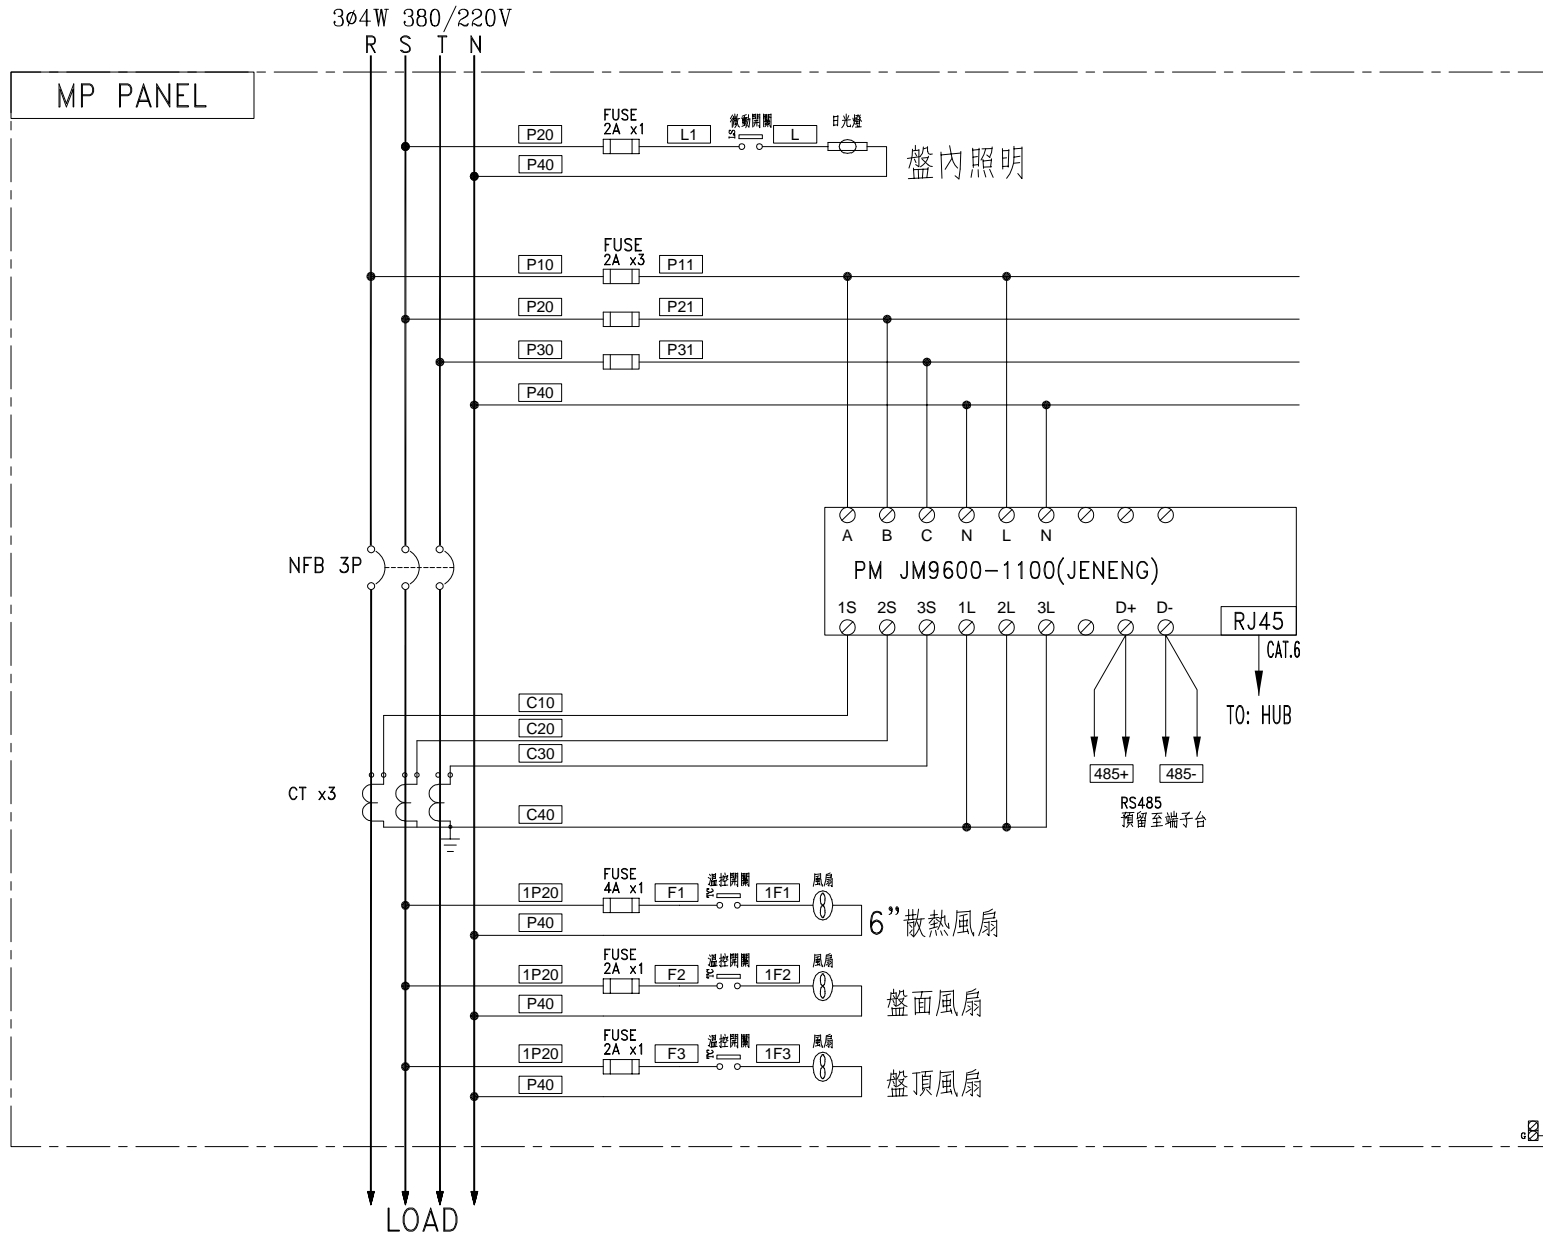 3ø4W 380/220V
R S T N
MP PANEL
FUSE
2A x1
P20
L1
微動開關
LS
L
日光燈
P40
盤內照明
FUSE
2A x3
P10
P11
P20
P21
P30
P31
P40
A B C N L N
NFB 3P
PM JM9600-1100(JENENG)
1S 2S 3S 1L 2L 3L D+ D-
RJ45
CAT.6
TO: HUB
C10
C20
C30
485+
485-
CT x3
RS485
預留至端子台
C40
FUSE
4A x1
1P20
F1
溫控開關
TC
1F1
風扇
P40
6”散熱風扇
FUSE
2A x1
1P20
F2
溫控開關
TC
1F2
風扇
P40
盤面風扇
FUSE
2A x1
1P20
F3
溫控開關
TC
1F3
風扇
P40
盤頂風扇
G
LOAD